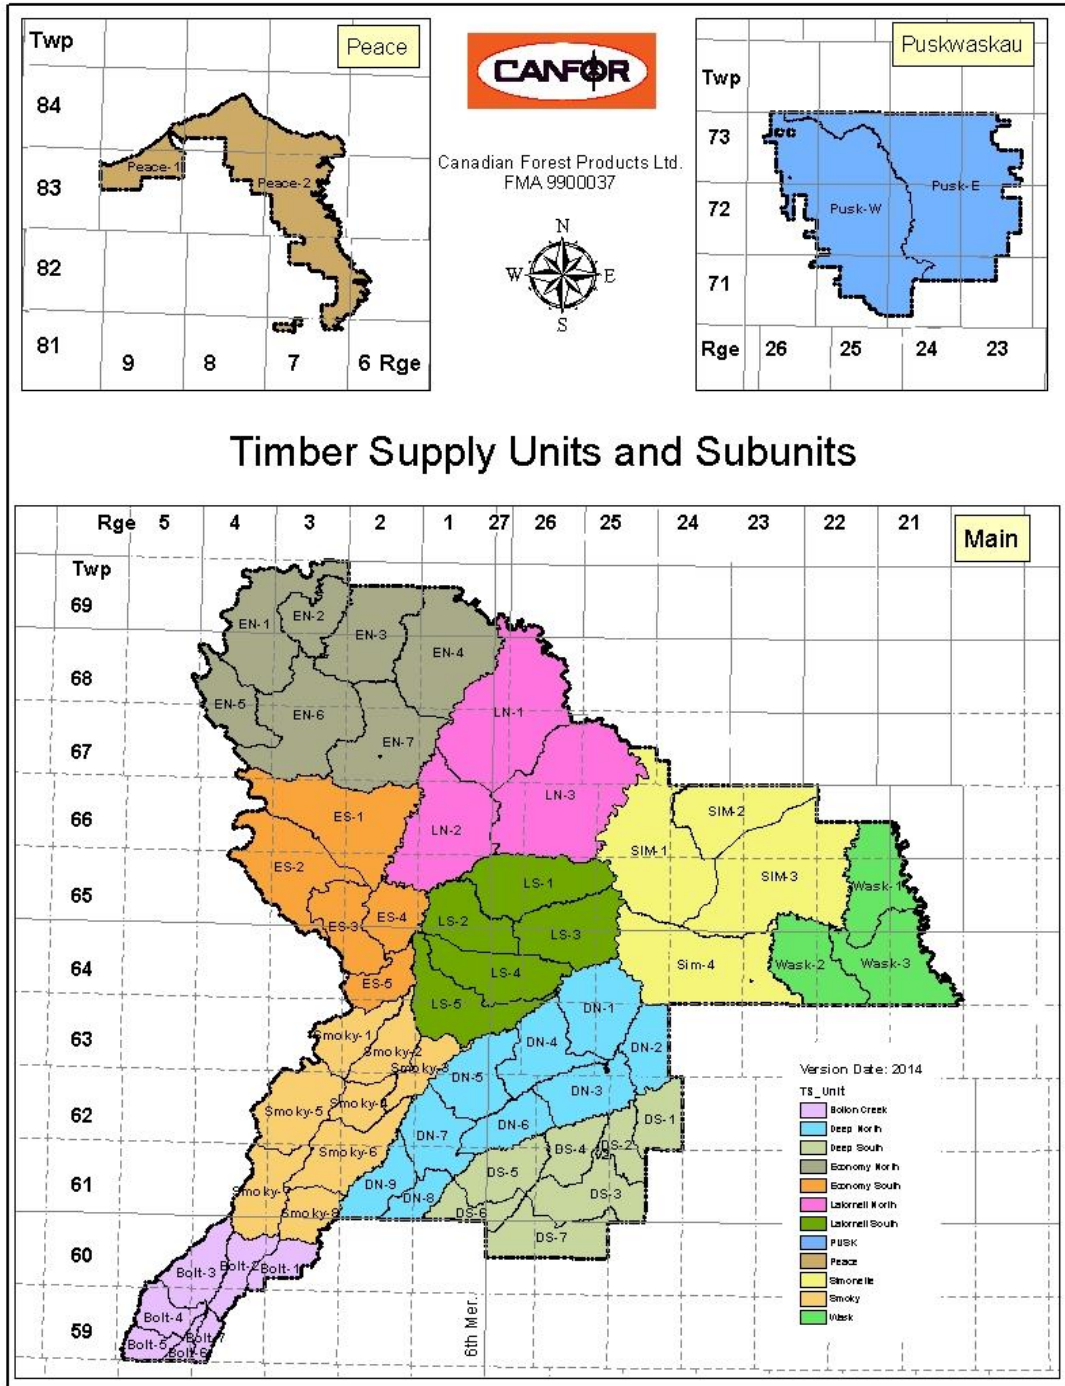 Twp
Peace
84
83
82
81
Peace-1
Peace-2
9 8 7 6 Rge
CANFOR
Canadian Forest Products Ltd.
FMA 9900037
N
W E
S
Puskwaskau
Twp
73
72
71
Pusk-E
Pusk-W
Rge 26 25 24 23
Timber Supply Units and Subunits
Rge 5 4 3 2 1 27 26 25 24 23 22 21
Main
Twp
69
68
67
66
65
64
63
62
61
60
59
EN-1
EN-2
EN-3
EN-4
EN-5
EN-6
EN-7
LN-1
LN-2
LN-3
ES-1
ES-2
ES-3
ES-4
ES-5
SIM-1
SIM-2
SIM-3
Sim-4
Wask-1
Wask-2
Wask-3
LS-1
LS-2
LS-3
LS-4
LS-5
DN-1
DN-2
DN-3
DN-4
DN-5
DN-6
DN-7
DN-8
DN-9
DS-1
DS-2
DS-3
DS-4
DS-5
DS-6
DS-7
Smoky-1
Smoky-2
Smoky-3
Smoky-4
Smoky-5
Smoky-6
Smoky-7
Smoky-8
Bolt-1
Bolt-2
Bolt-3
Bolt-4
Bolt-5
Bolt-6
Bolt-7
6th Mer.
Version Date: 2014
TS_Unit
Bolton Creek
Deep North
Deep South
Economy North
Economy South
Latornell North
Latornell South
PUSK
Peace
Simonette
Smoky
Wask